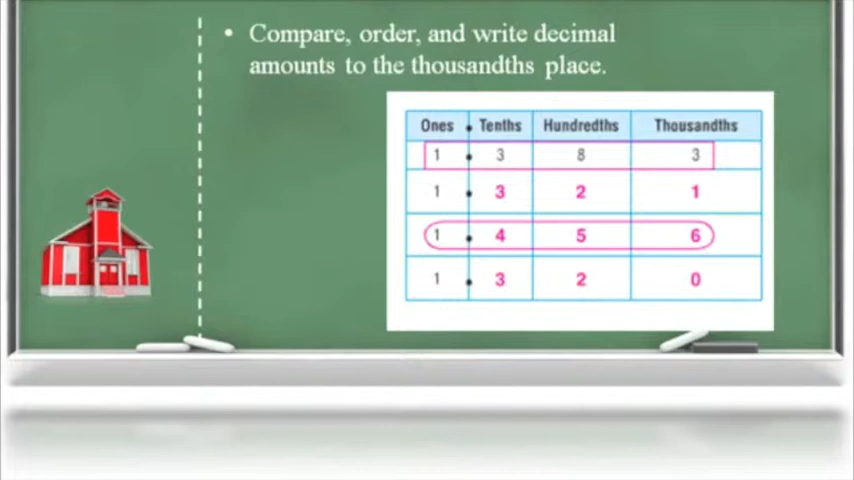 • Compare, order, and write decimal
amounts to the thousandths place.
Ones . Tenths Hundredths Thousandths
1 . 3 8 3
1 . 3 2 1
1 . 4 5 6
1 . 3 2 0